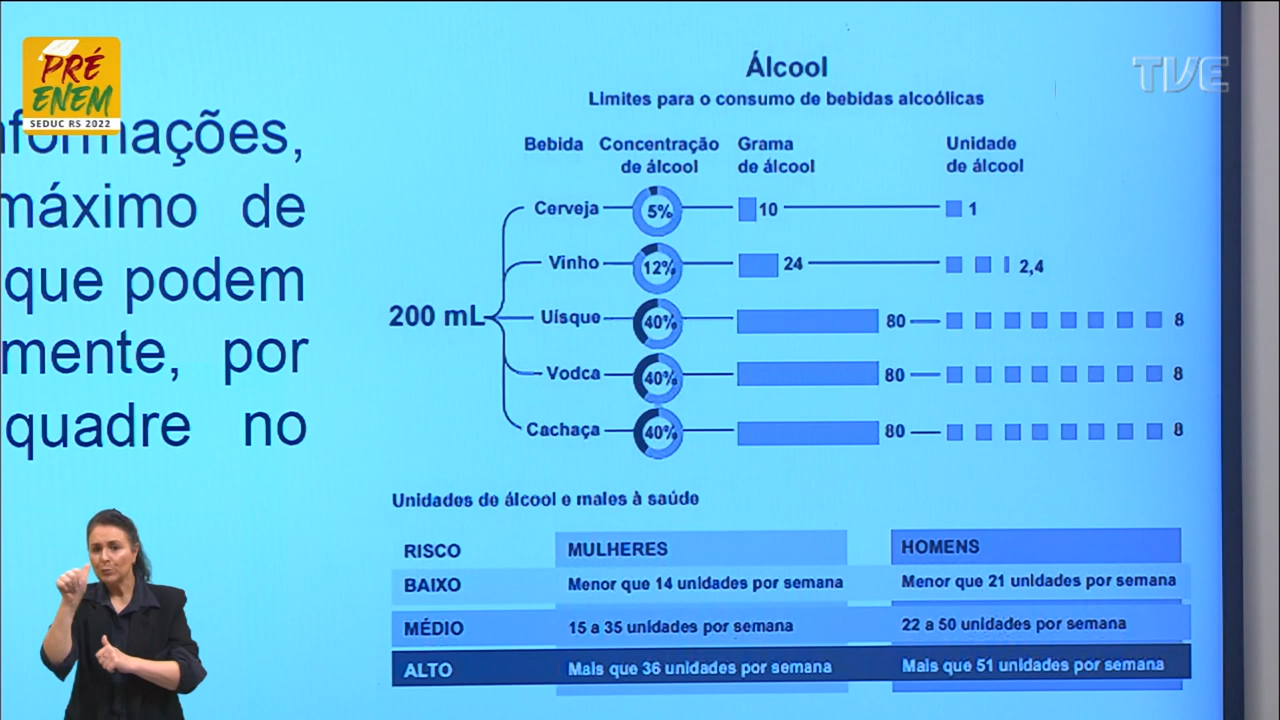 PRÉ
ENEM
SEDUC RS 2022
TVE
máximo de
que podem
mente, por
quadre no
Álcool
Limites para o consumo de bebidas alcoólicas
Bebida Concentração de álcool Grama de álcool Unidade de álcool
200 mL
Cerveja 5% 10 1
Vinho 12% 24 2,4
Uísque 40% 80 8
Vodca 40% 80 8
Cachaça 40% 80 8
Unidades de álcool e males à saúde
RISCO MULHERES HOMENS
BAIXO Menor que 14 unidades por semana Menor que 21 unidades por semana
MÉDIO 15 a 35 unidades por semana 22 a 50 unidades por semana
ALTO Mais que 36 unidades por semana Mais que 51 unidades por semana